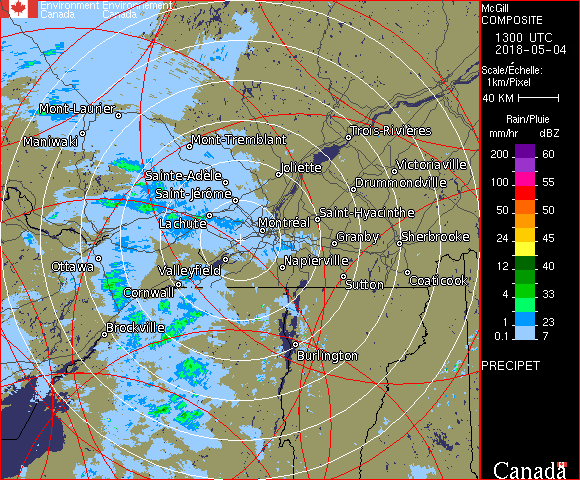 Environment Environnement
Canada Canada
McGill
COMPOSITE
1300 UTC
2018-05-04
Scale/Échelle:
1km/Pixel
40 KM
Rain/Pluie
mm/hr dBZ
200 60
100 55
50 50
24 45
12 40
4 33
1 23
0.1 7
PRECIPET
Canada
Mont-Laurier
Maniwaki
Mont-Tremblant
Trois-Rivières
Joliette
Victoriaville
Sainte-Adèle
Drummondville
Saint-Jérôme
Saint-Hyacinthe
Lachute
Montréal
Granby
Sherbrooke
Ottawa
Valleyfield
Napierville
Sutton
Coaticook
Cornwall
Brockville
Burlington